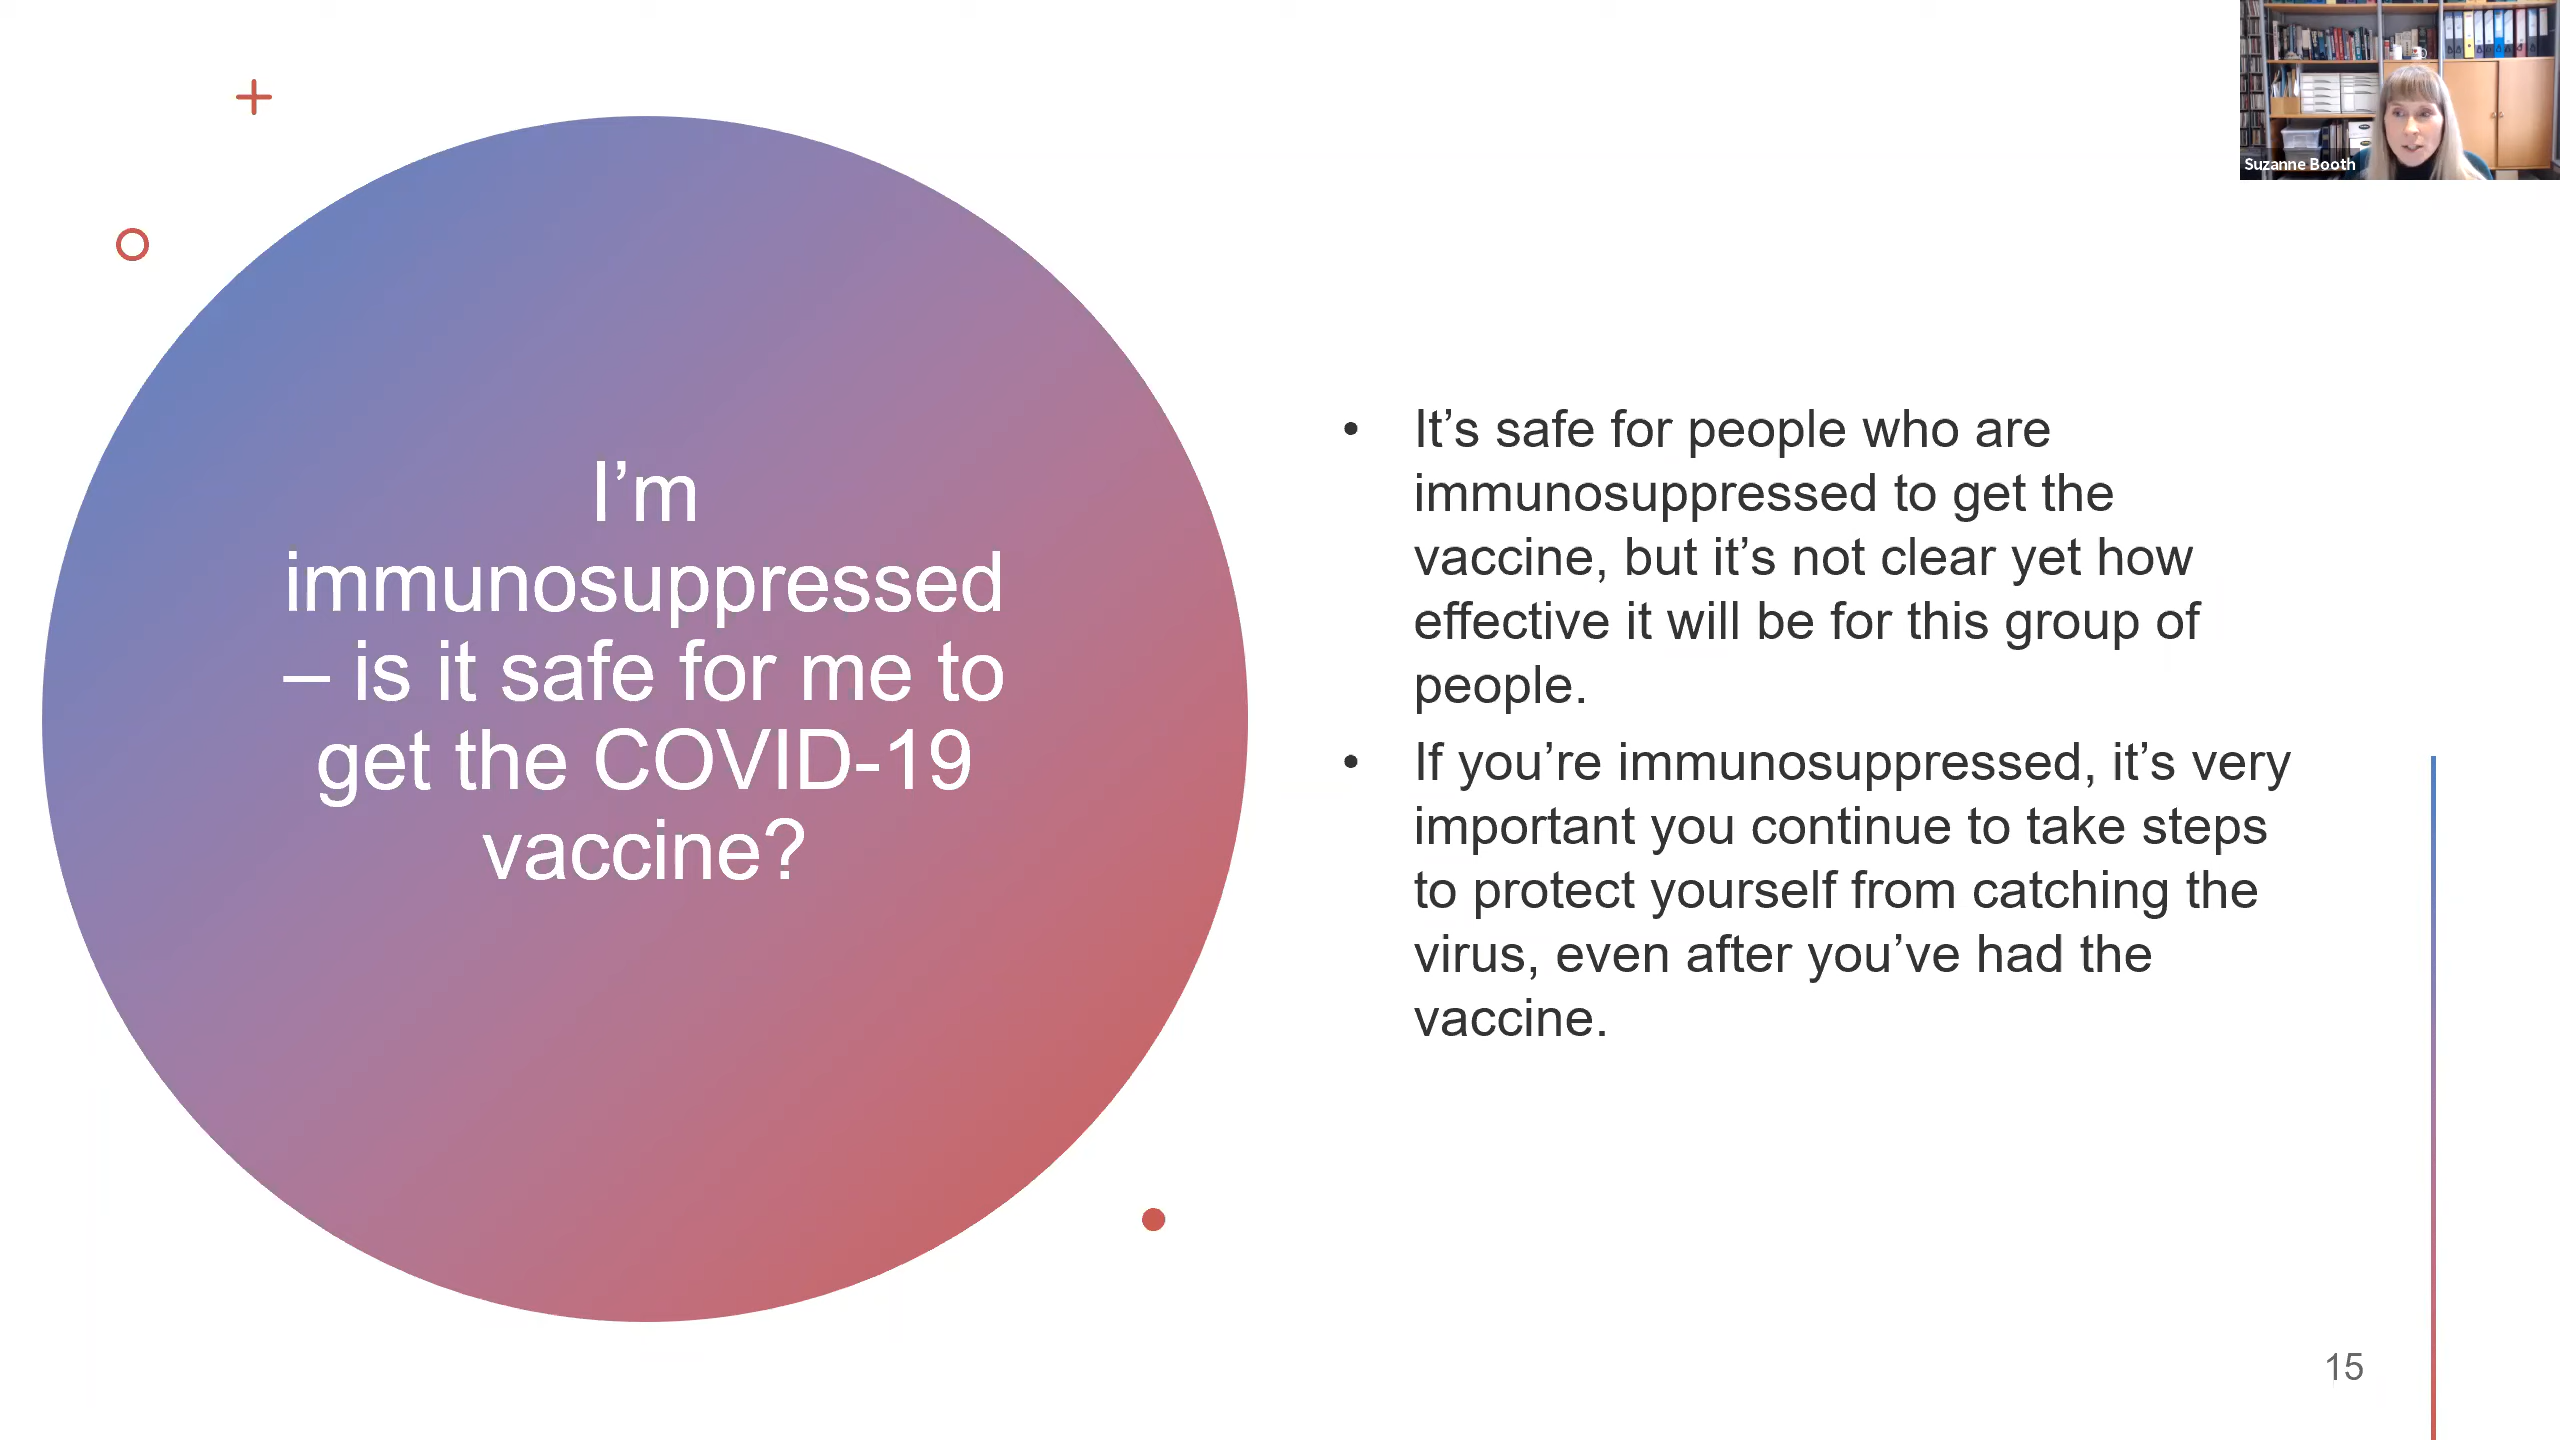 Suzanne Booth
I’m
immunosuppressed
– is it safe for me to
get the COVID-19
vaccine?
• It’s safe for people who are
immunosuppressed to get the
vaccine, but it’s not clear yet how
effective it will be for this group of
people.
• If you’re immunosuppressed, it’s very
important you continue to take steps
to protect yourself from catching the
virus, even after you’ve had the
vaccine.
15